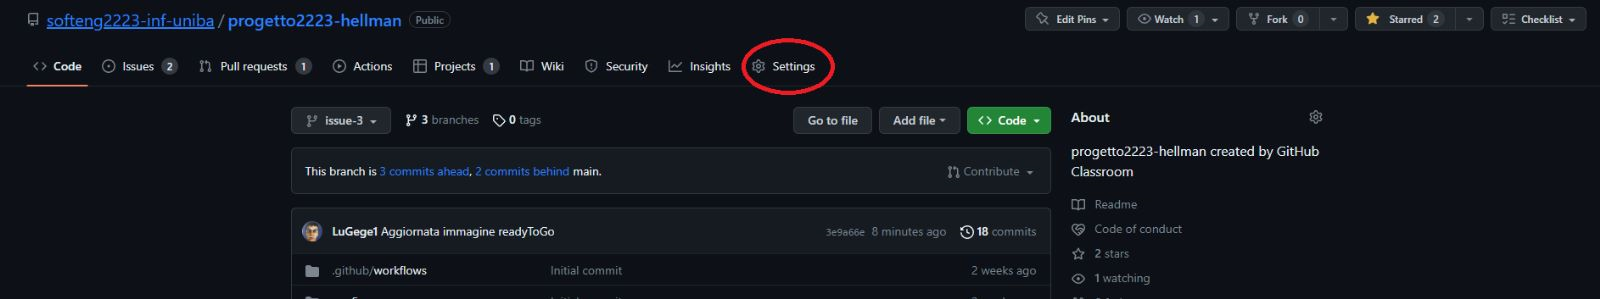 softeng2223-inf-uniba / progetto2223-hellman Public Edit Pins Watch 1 Fork 0 Starred 2 Checklist
Code Issues 2 Pull requests 1 Actions Projects 1 Wiki Security Insights Settings
issue-3 3 branches 0 tags Go to file Add file Code
About
This branch is 3 commits ahead, 2 commits behind main. Contribute
progetto2223-hellman created by GitHub
Classroom
LuGege1 Aggiornata immagine readyToGo 3e9a66e 8 minutes ago 18 commits
.github/workflows Initial commit 2 weeks ago
Readme
Code of conduct
2 stars
1 watching